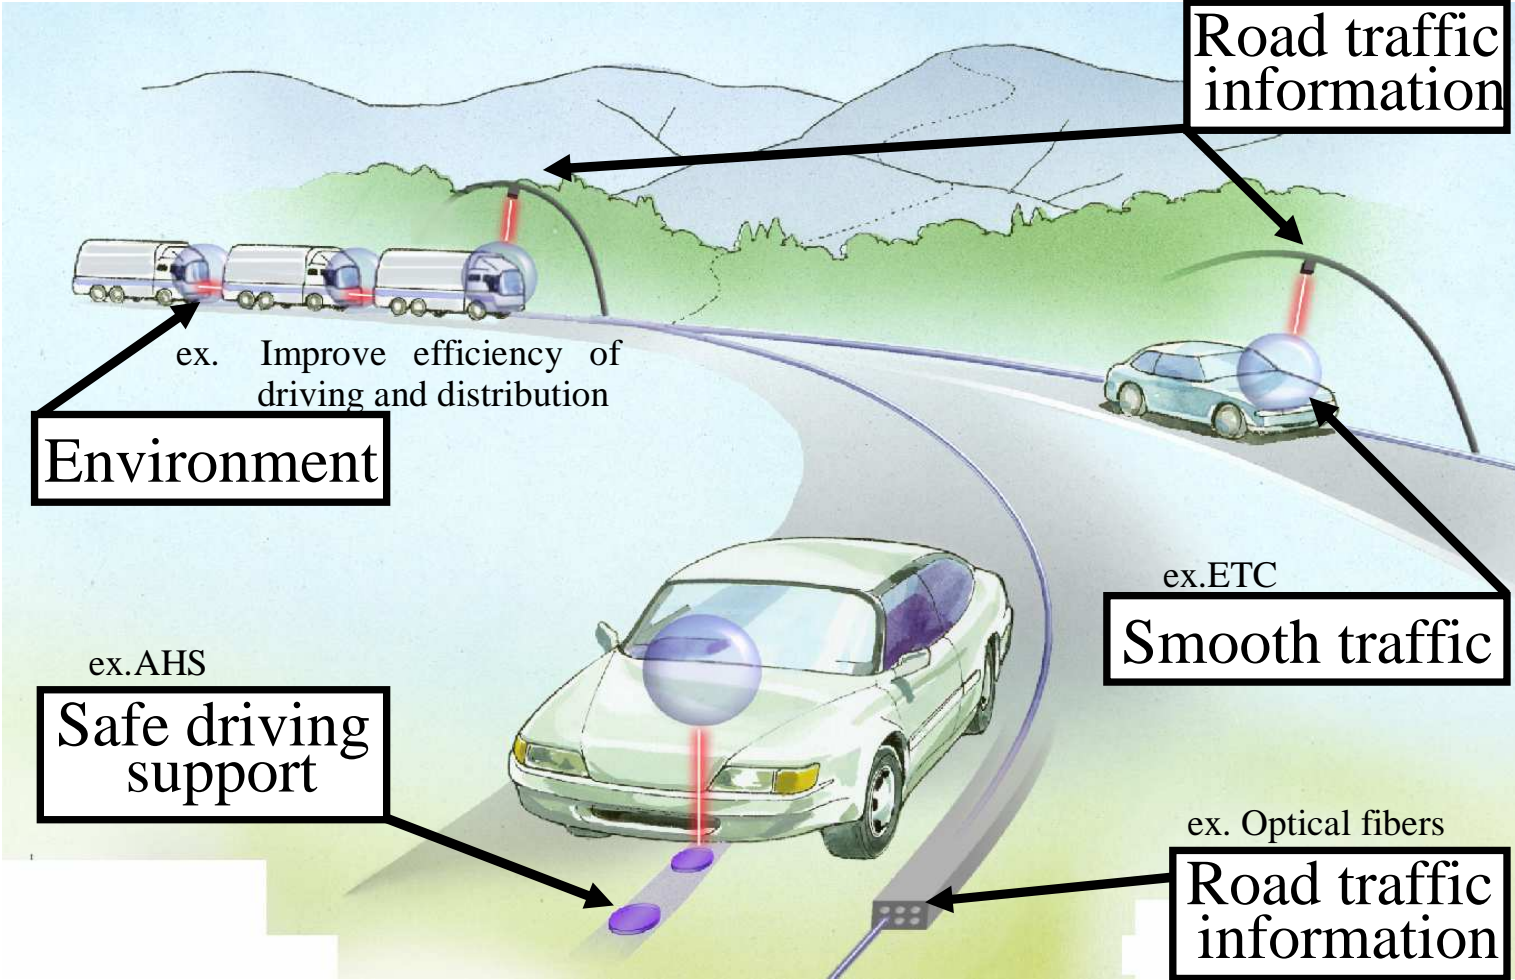 Road traffic
information
ex. Improve efficiency of
driving and distribution
Environment
ex.ETC
Smooth traffic
ex.AHS
Safe driving
support
ex. Optical fibers
Road traffic
information